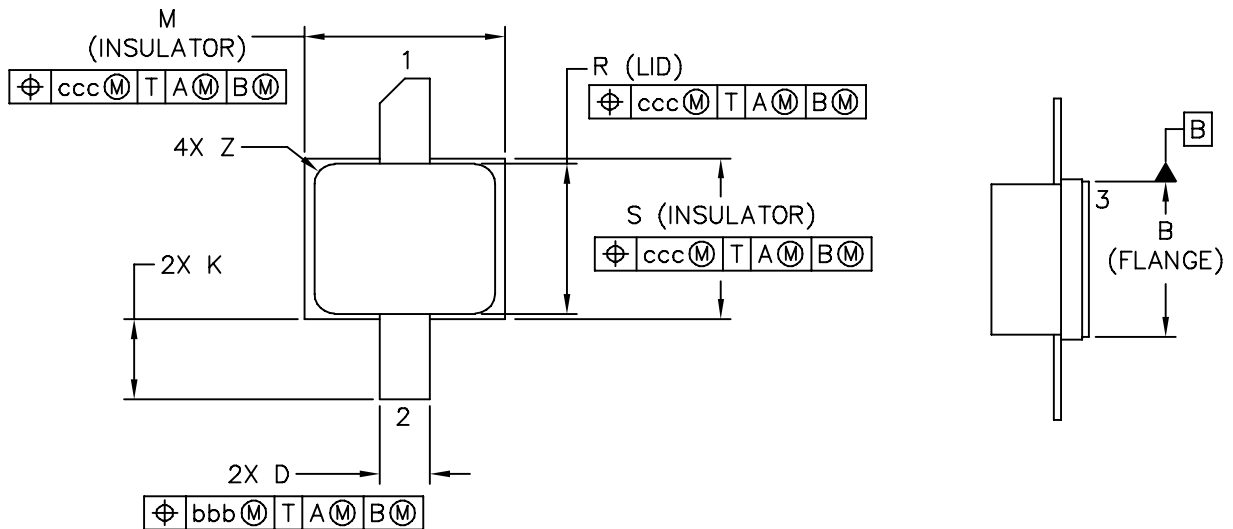 M
(INSULATOR)
⌖ ccc Ⓜ T A Ⓜ B Ⓜ
1
R (LID)
⌖ ccc Ⓜ T A Ⓜ B Ⓜ
4X Z
B
3
S (INSULATOR)
⌖ ccc Ⓜ T A Ⓜ B Ⓜ
B
(FLANGE)
2X K
2
2X D
⌖ bbb Ⓜ T A Ⓜ B Ⓜ